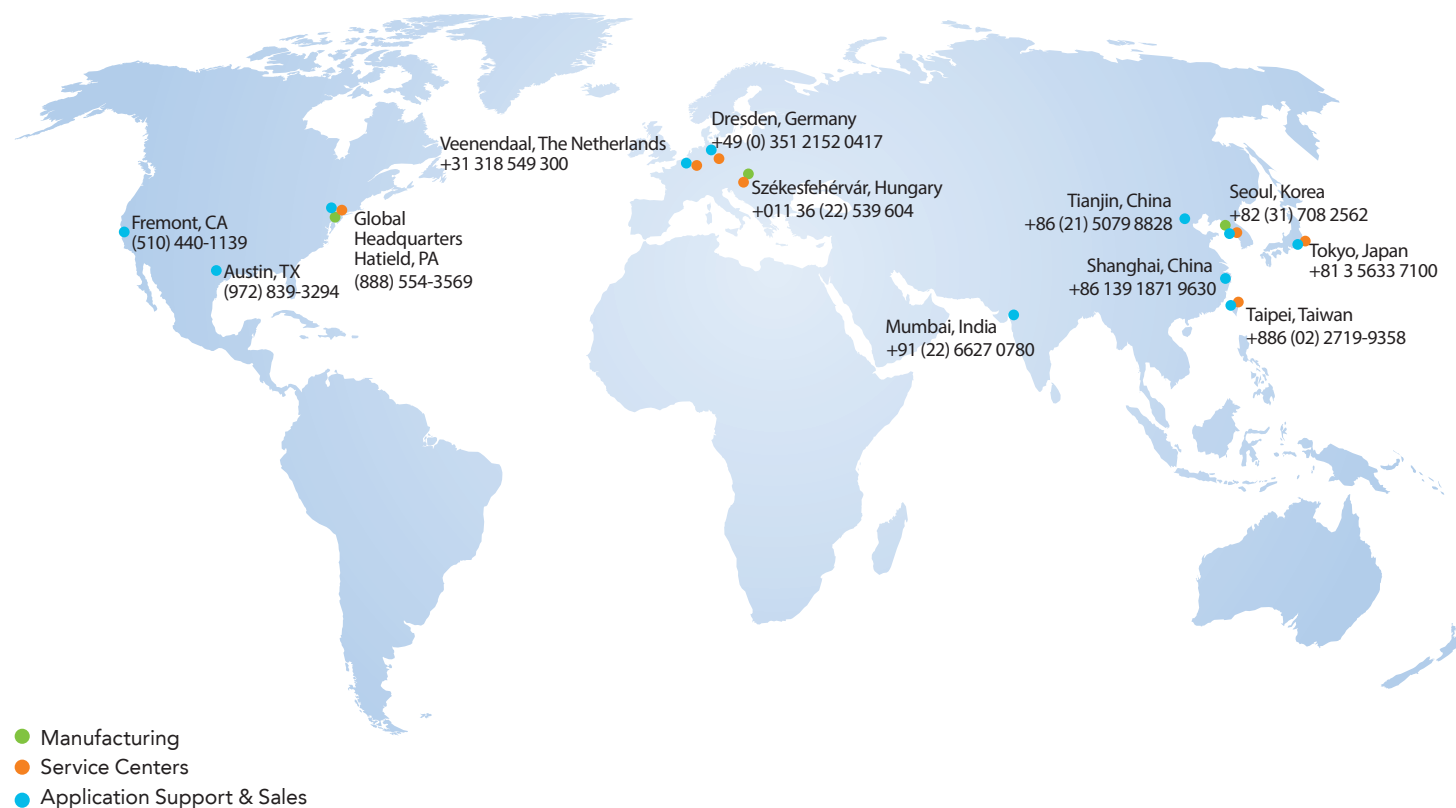 Dresden, Germany
+49 (0) 351 2152 0417
Veenendaal, The Netherlands
+31 318 549 300
Székesfehérvár, Hungary
+011 36 (22) 539 604
Tianjin, China
+86 (21) 5079 8828
Seoul, Korea
+82 (31) 708 2562
Fremont, CA
(510) 440-1139
Global
Headquarters
Hatield, PA
(888) 554-3569
Austin, TX
(972) 839-3294
Tokyo, Japan
+81 3 5633 7100
Shanghai, China
+86 139 1871 9630
Mumbai, India
+91 (22) 6627 0780
Taipei, Taiwan
+886 (02) 2719-9358
Manufacturing
Service Centers
Application Support & Sales